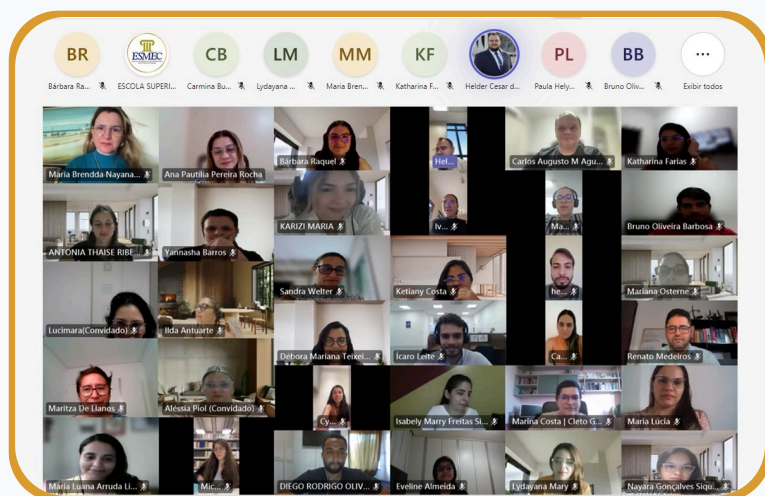 BR
ESMEC
CB
LM
MM
KF
PL
BB
...
Bárbara Ra...
ESCOLA SUPERI...
Carmina Bu...
Lydayana ...
Maria Bren...
Katharina F...
Helder Cesar d...
Paula Hely...
Bruno Oliv...
Exibir todos
Maria Brendda Nayana...
Ana Pautília Pereira Rocha
Bárbara Raquel
Hel...
Carlos Augusto M Agu...
Katharina Farias
ANTONIA THAISE RIBE...
Yannasha Barros
KARIZI MARIA
Iv...
Ma...
Bruno Oliveira Barbosa
Lucimara(Convidado)
Ilda Antuarte
Sandra Welter
Ketiany Costa
he...
Mariana Osterne
Maritza De Llanos
Aléssia Piol (Convidado)
Débora Mariana Teixei...
Ícaro Leite
Ca...
Renato Medeiros
Cy...
Isabely Marry Freitas Si...
Marina Costa | Cleto G...
Maria Lúcia
Maria Luana Arruda Li...
Mic...
DIEGO RODRIGO OLIV...
Eveline Almeida
Lydayana Mary
Nayara Gonçalves Siqu...